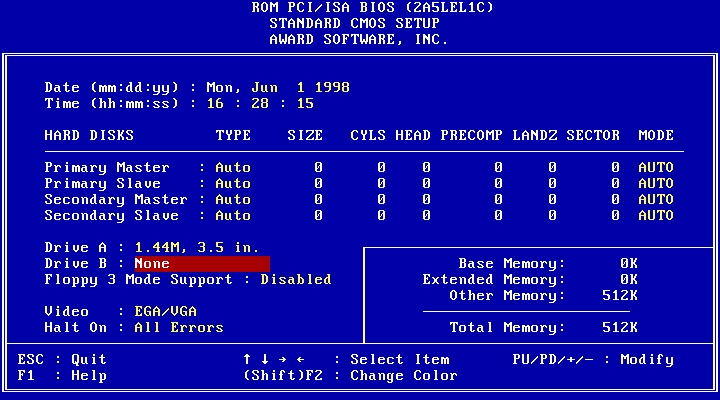 ROM PCI/ISA BIOS (2A5LEL1C)
STANDARD CMOS SETUP
AWARD SOFTWARE, INC.
Date (mm:dd:yy) : Mon, Jun  1 1998
Time (hh:mm:ss) : 16 : 28 : 15
HARD DISKS TYPE SIZE CYLS HEAD PRECOMP LANDZ SECTOR MODE
Primary Master : Auto 0 0 0 0 0 0 AUTO
Primary Slave : Auto 0 0 0 0 0 0 AUTO
Secondary Master : Auto 0 0 0 0 0 0 AUTO
Secondary Slave : Auto 0 0 0 0 0 0 AUTO
Drive A : 1.44M, 3.5 in.
Drive B : None
Floppy 3 Mode Support : Disabled
Video : EGA/VGA
Halt On : All Errors
Base Memory: 0K
Extended Memory: 0K
Other Memory: 512K
Total Memory: 512K
ESC : Quit ↑ ↓ → ← : Select Item PU/PD/+/- : Modify
F1 : Help (Shift)F2 : Change Color